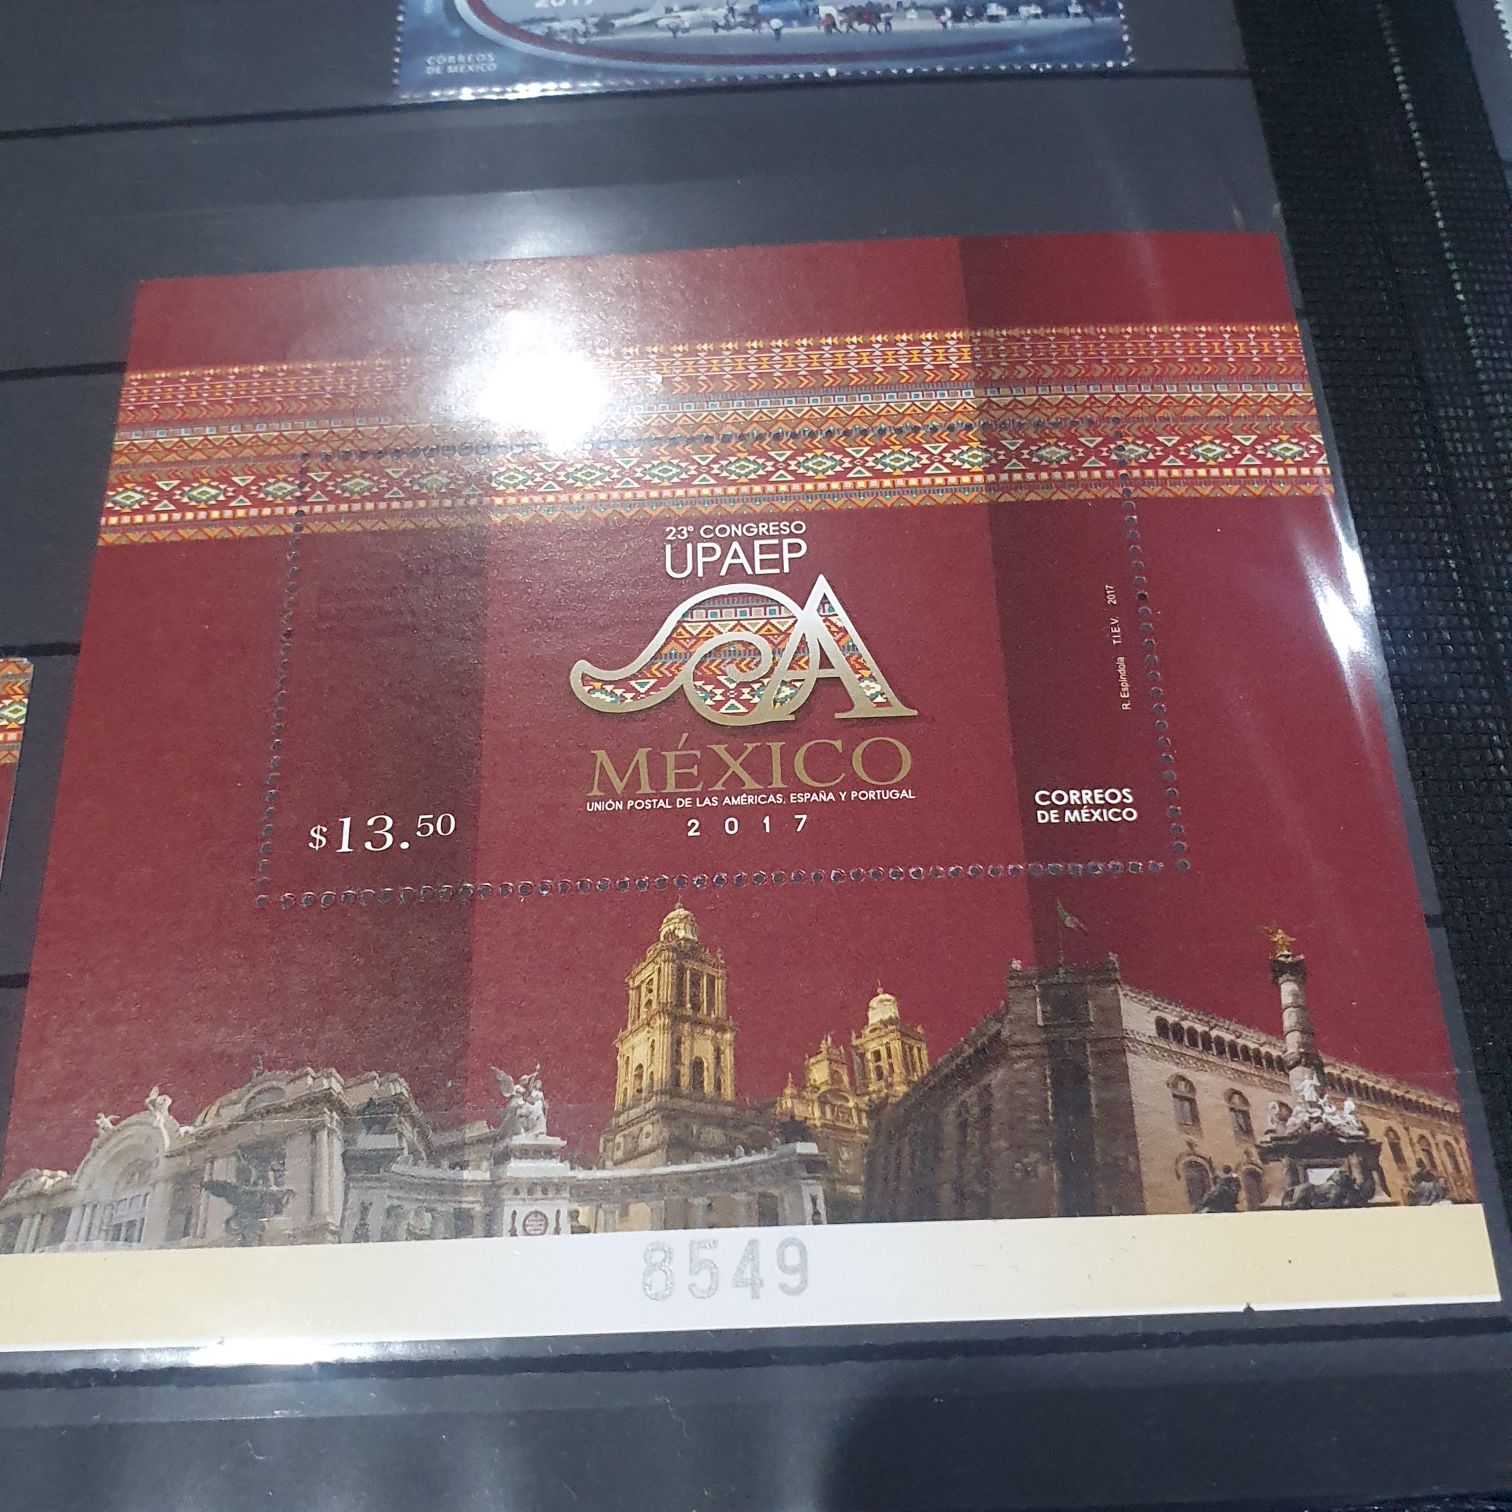 2017
CORREOS
DE MÉXICO
23° CONGRESO
UPAEP
MÉXICO
UNIÓN POSTAL DE LAS AMÉRICAS, ESPAÑA Y PORTUGAL
2017
$13.50
R. Espíndola T.I.E.V. 2017
CORREOS
DE MÉXICO
8549